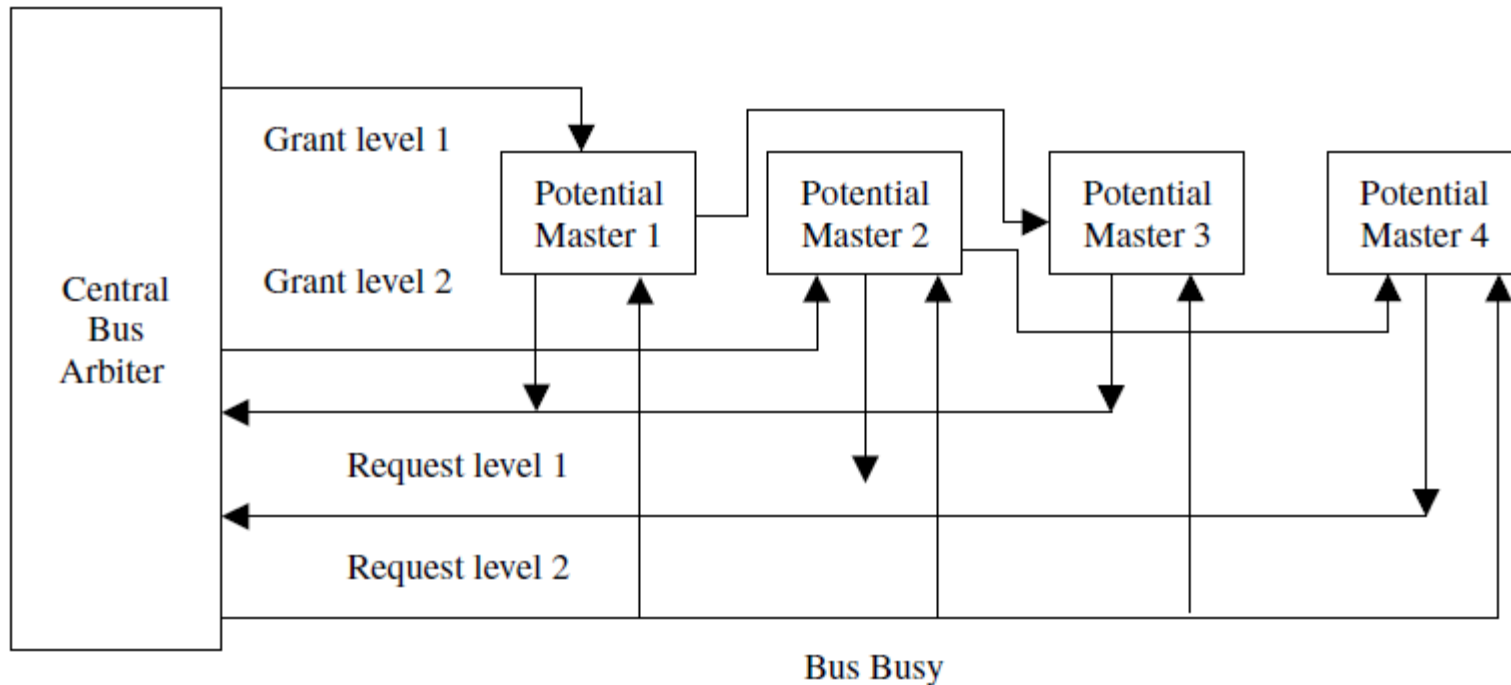 Grant level 1
Potential
Master 1
Potential
Master 2
Potential
Master 3
Potential
Master 4
Grant level 2
Central
Bus
Arbiter
Request level 1
Request level 2
Bus Busy